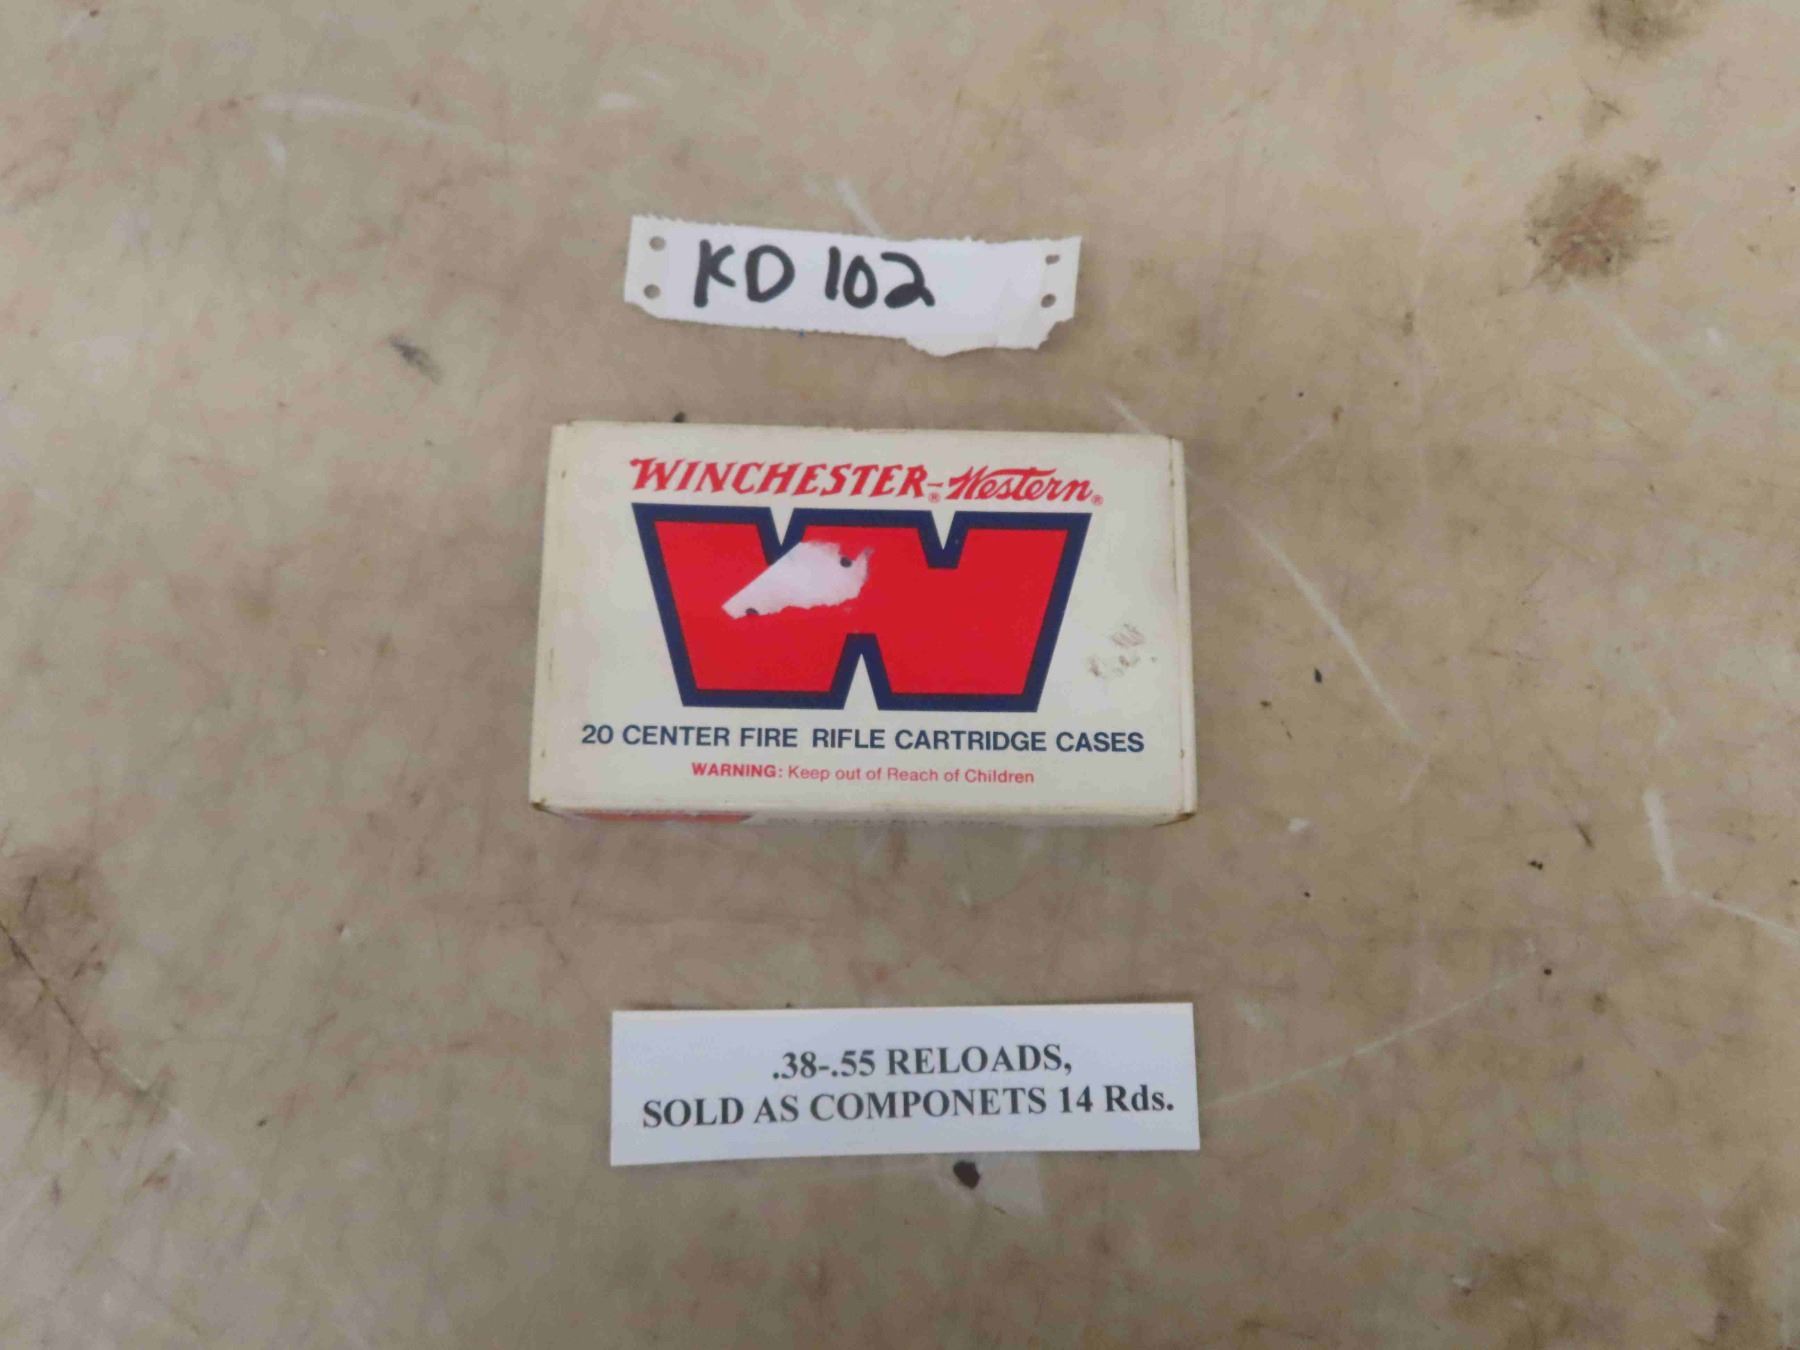 KD 102
WINCHESTER®-Western®
20 CENTER FIRE RIFLE CARTRIDGE CASES
WARNING: Keep out of Reach of Children
.38-.55 RELOADS,
SOLD AS COMPONETS 14 Rds.